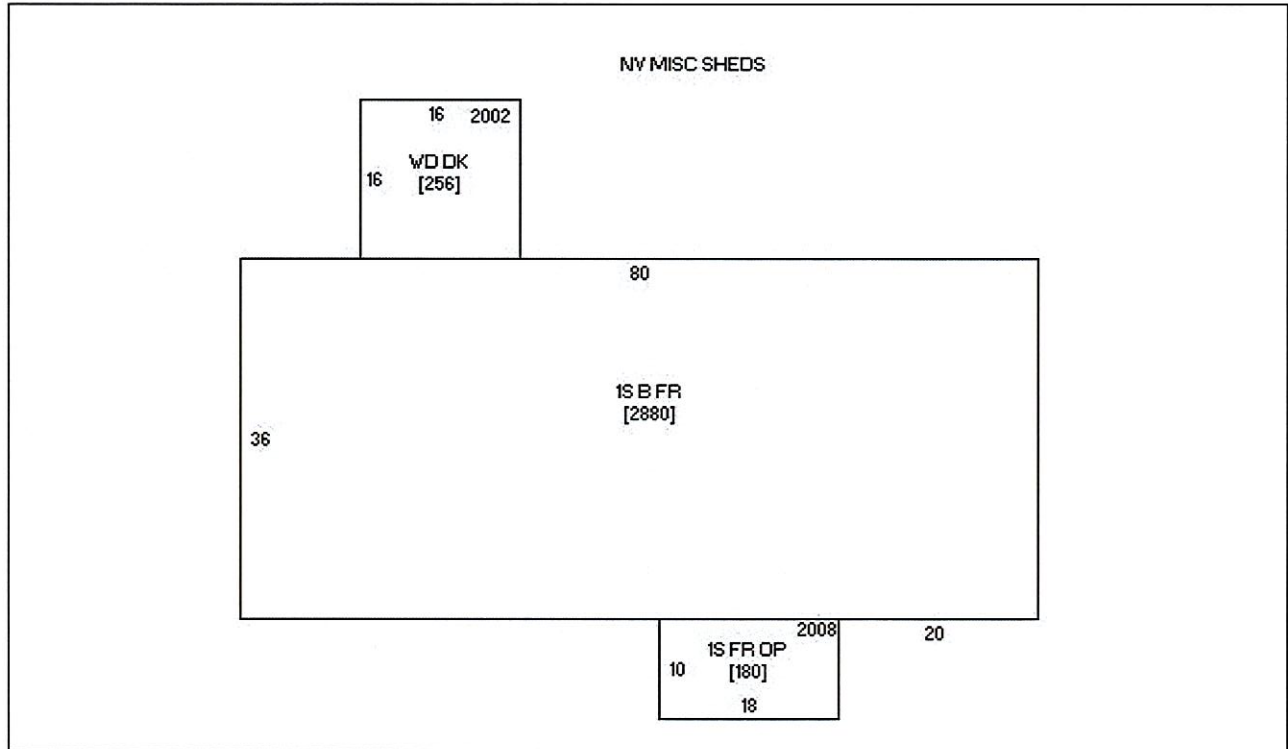 NV MISC SHEDS
16 2002
WD DK
16
[256]
80
1S B FR
[2880]
36
2008
20
1S FR OP
10
[180]
18